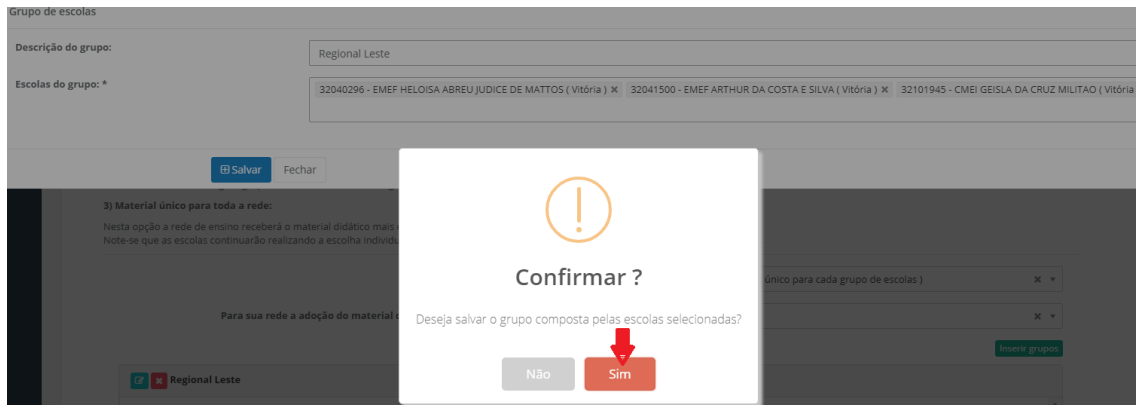 Grupo de escolas
Descrição do grupo:
Regional Leste
Escolas do grupo: *
32040296 - EMEF HELOISA ABREU JUDICE DE MATTOS ( Vitória ) × 32041500 - EMEF ARTHUR DA COSTA E SILVA ( Vitória ) × 32101945 - CMEI GEISLA DA CRUZ MILITAO ( Vitória
Salvar Fechar
3) Material único para toda a rede:
Nesta opção a rede de ensino receberá o material didático mais
Note-se que as escolas continuarão realizando a escolha individu
único para cada grupo de escolas )
Para sua rede a adoção do material
Inserir grupos
Regional Leste
Confirmar ?
Deseja salvar o grupo composta pelas escolas selecionadas?
Não Sim